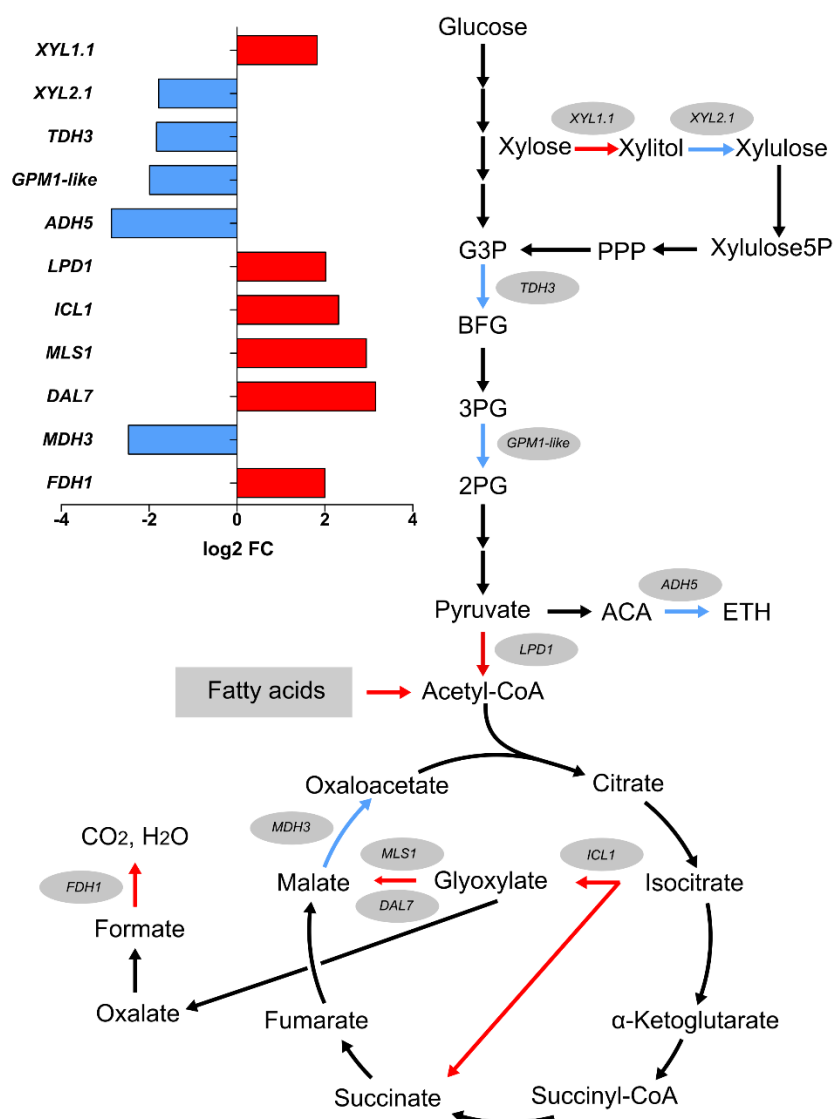 XYL1.1
XYL2.1
TDH3
GPM1-like
ADH5
LPD1
ICL1
MLS1
DAL7
MDH3
FDH1
-4 -2 0 2 4
log2 FC
Glucose
XYL1.1 XYL2.1
Xylose Xylitol Xylulose
G3P PPP Xylulose5P
TDH3
BFG
3PG
GPM1-like
2PG
ADH5
Pyruvate ACA ETH
LPD1
Fatty acids Acetyl-CoA
Oxaloacetate Citrate
MDH3
CO2, H2O MLS1 ICL1
FDH1 Malate Glyoxylate Isocitrate
DAL7
Formate
Oxalate Fumarate α-Ketoglutarate
Succinate Succinyl-CoA